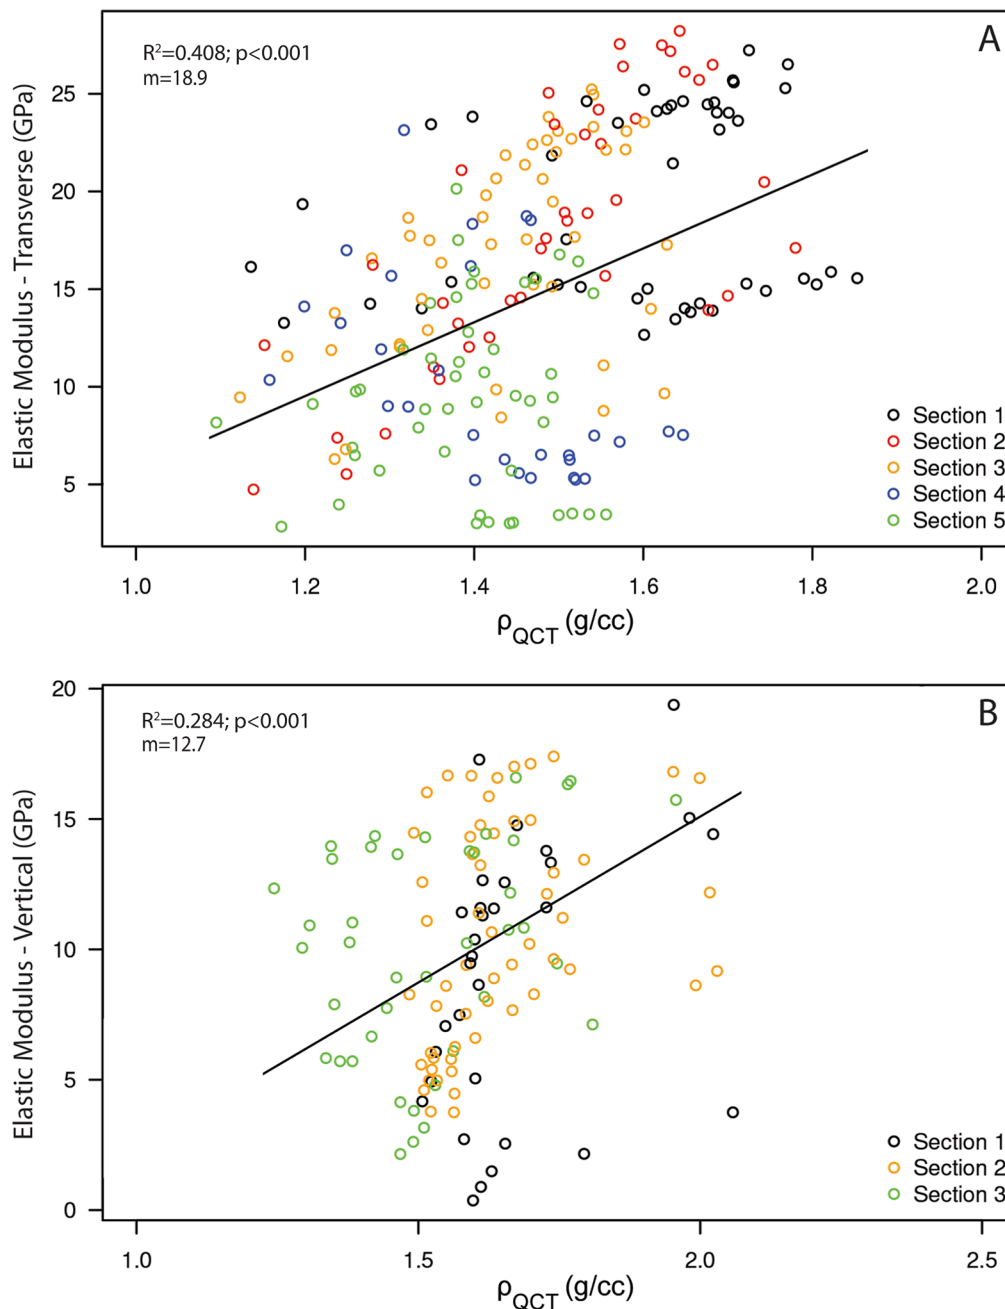 A
R²=0.408; p<0.001
m=18.9
Elastic Modulus - Transverse (GPa)
25
20
15
10
5
Section 1
Section 2
Section 3
Section 4
Section 5
1.0 1.2 1.4 1.6 1.8 2.0
ρQCT (g/cc)
B
R²=0.284; p<0.001
m=12.7
Elastic Modulus - Vertical (GPa)
20
15
10
5
0
Section 1
Section 2
Section 3
1.0 1.5 2.0 2.5
ρQCT (g/cc)